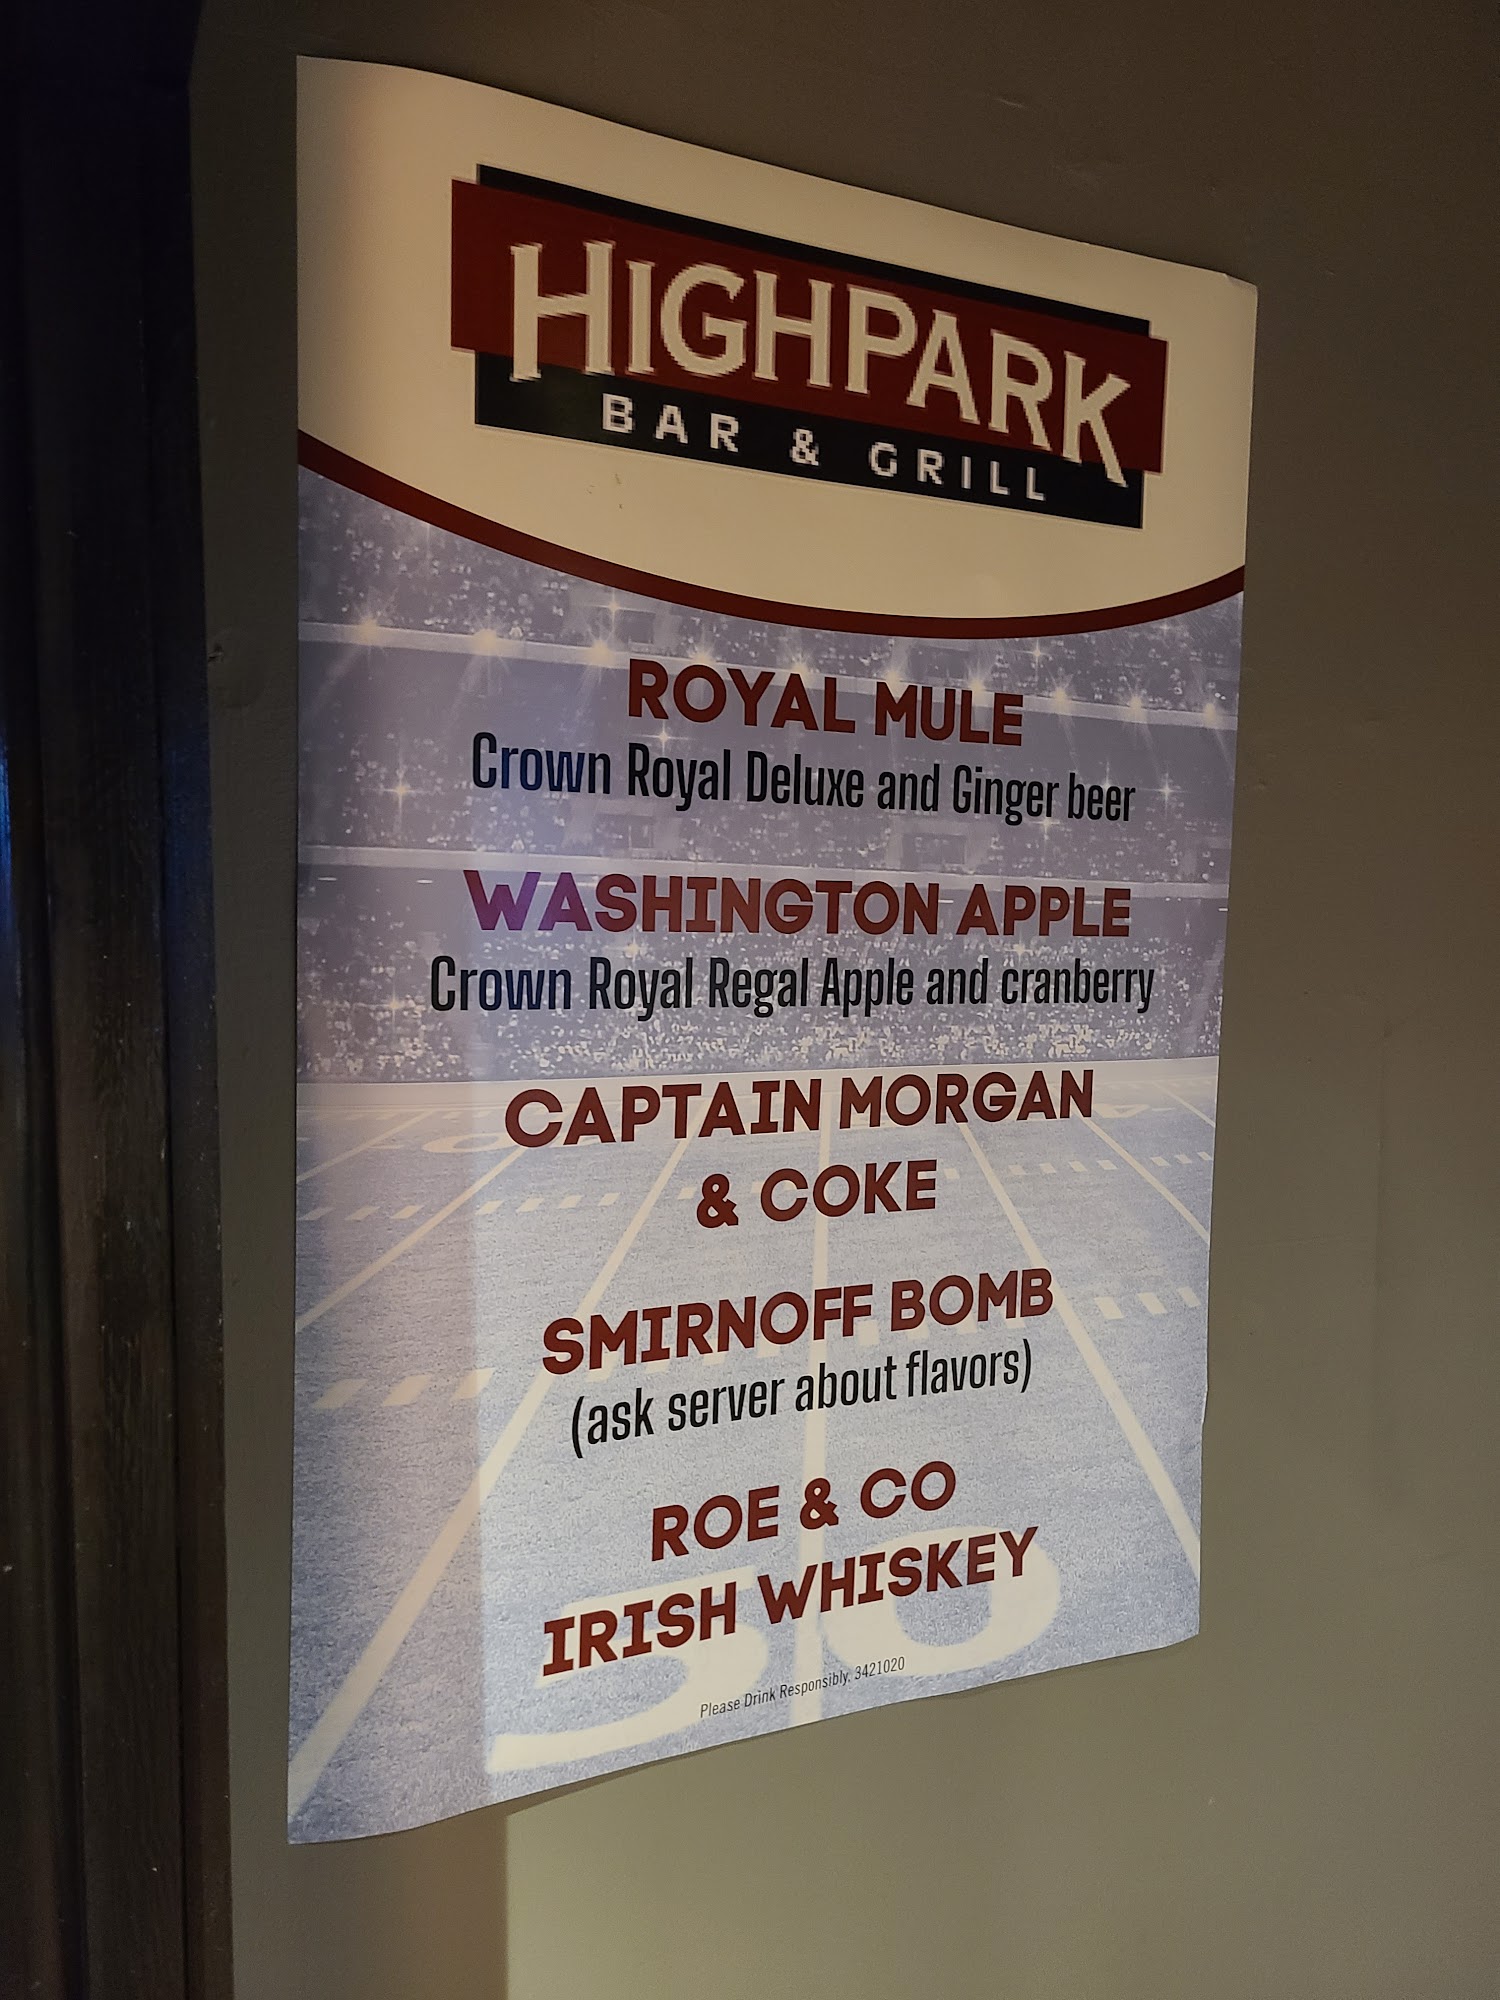 HIGHPARK
BAR & GRILL
ROYAL MULE
Crown Royal Deluxe and Ginger beer
WASHINGTON APPLE
Crown Royal Regal Apple and cranberry
CAPTAIN MORGAN
& COKE
SMIRNOFF BOMB
(ask server about flavors)
ROE & CO
IRISH WHISKEY
50
Please Drink Responsibly, 3421020